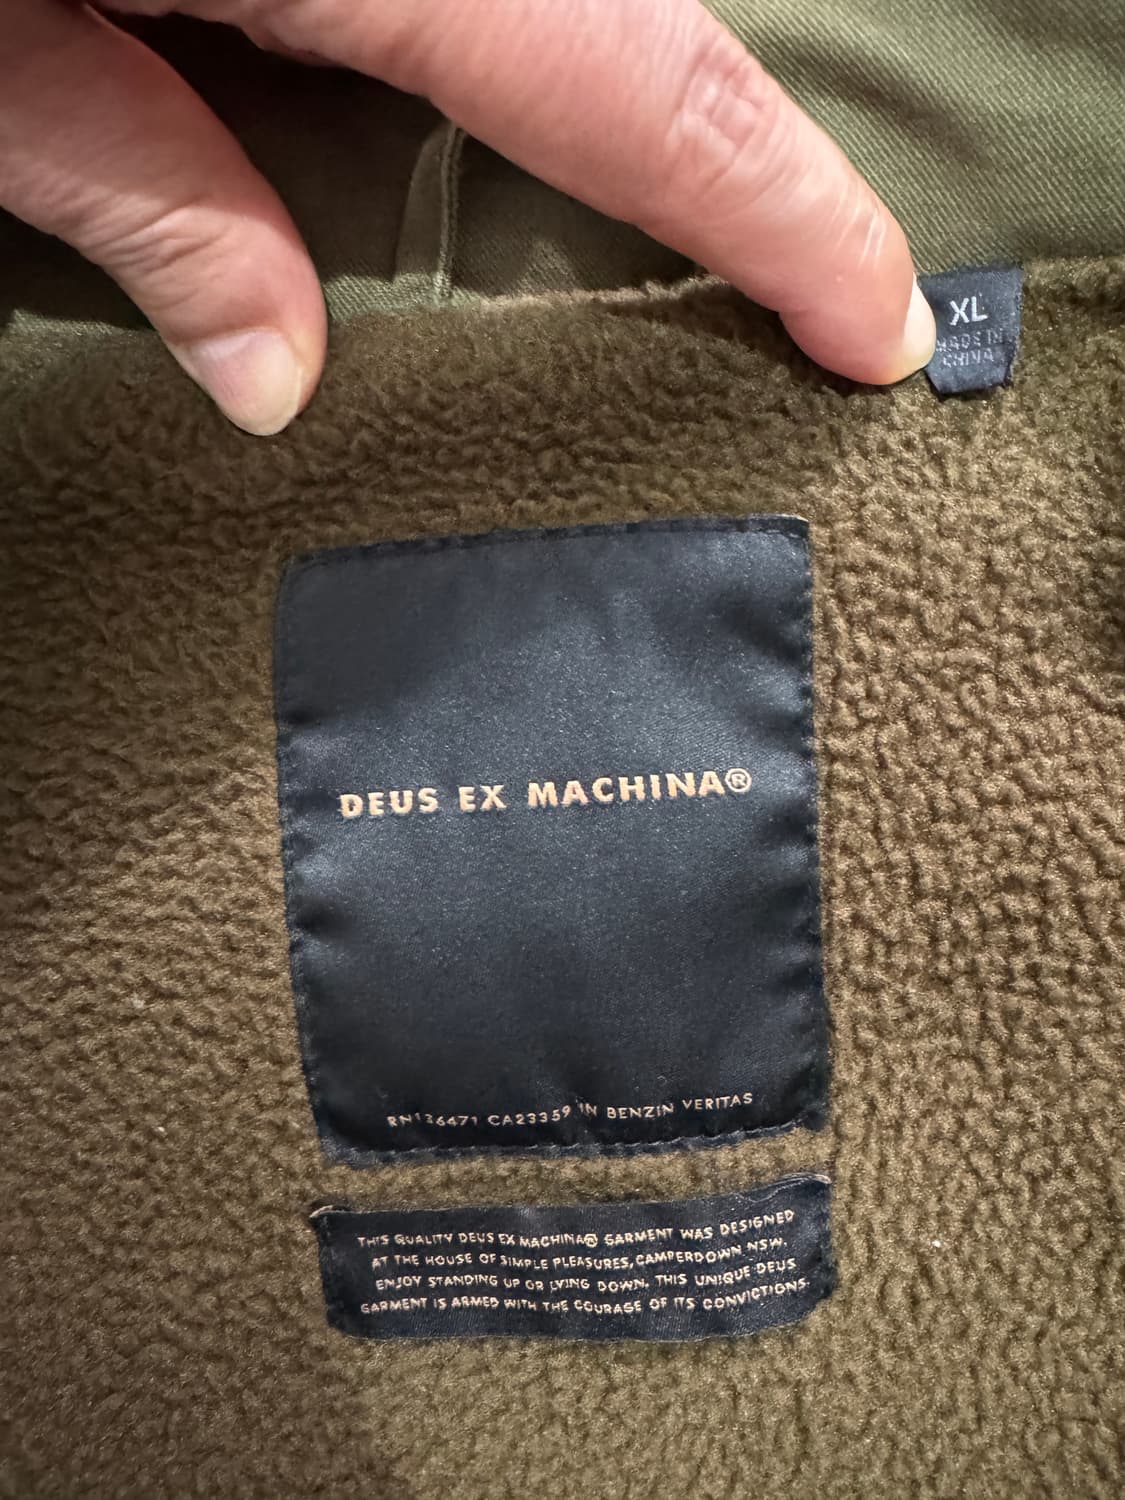 XL
MADE IN
CHINA
DEUS EX MACHINA®
RN136471 CA23359 IN BENZIN VERITAS
THIS QUALITY DEUS EX MACHINA® GARMENT WAS DESIGNED
AT THE HOUSE OF SIMPLE PLEASURES, CAMPERDOWN NSW.
ENJOY STANDING UP OR LYING DOWN. THIS UNIQUE DEUS
GARMENT IS ARMED WITH THE COURAGE OF ITS CONVICTIONS.